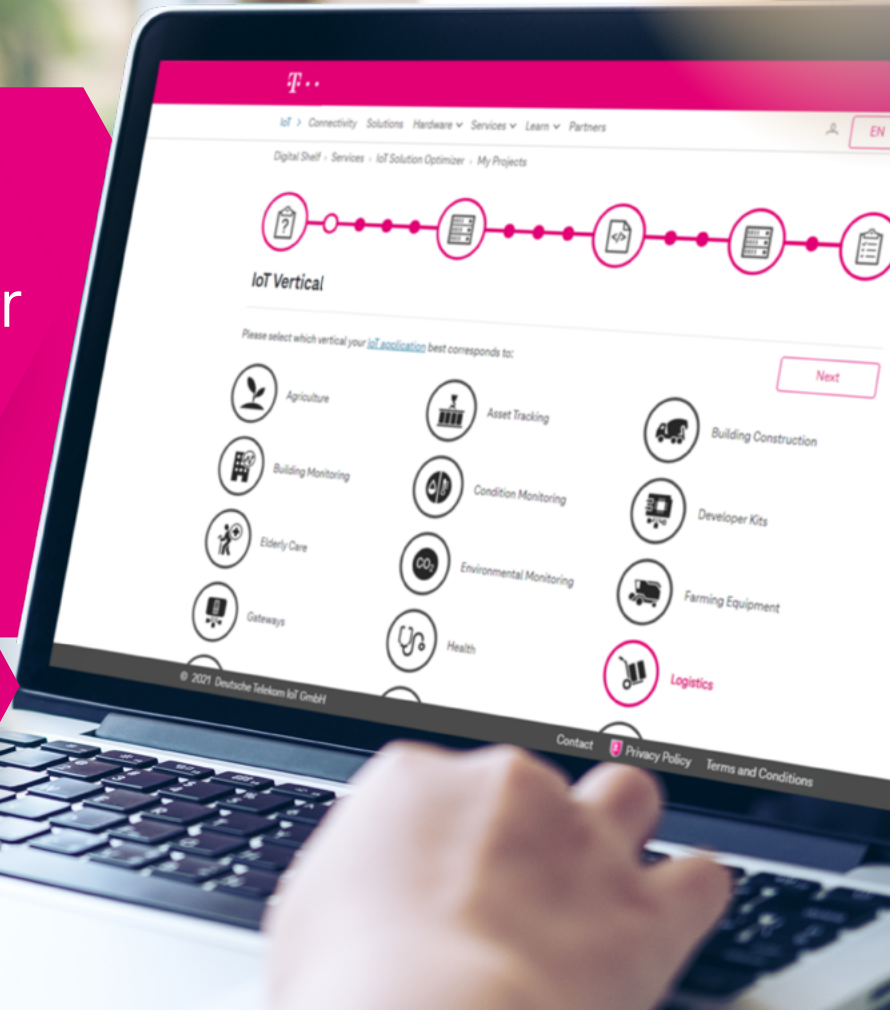 r
T
IoT > Connectivity Solutions Hardware Services Learn Partners
EN
Digital Shelf › Services › IoT Solution Optimizer › My Projects
?
</>
IoT Vertical
Please select which vertical your IoT application best corresponds to:
Next
Agriculture
Asset Tracking
Building Construction
Building Monitoring
Condition Monitoring
Developer Kits
Elderly Care
CO₂
Environmental Monitoring
Farming Equipment
Gateways
Health
Logistics
© 2021 Deutsche Telekom IoT GmbH
Contact Privacy Policy Terms and Conditions